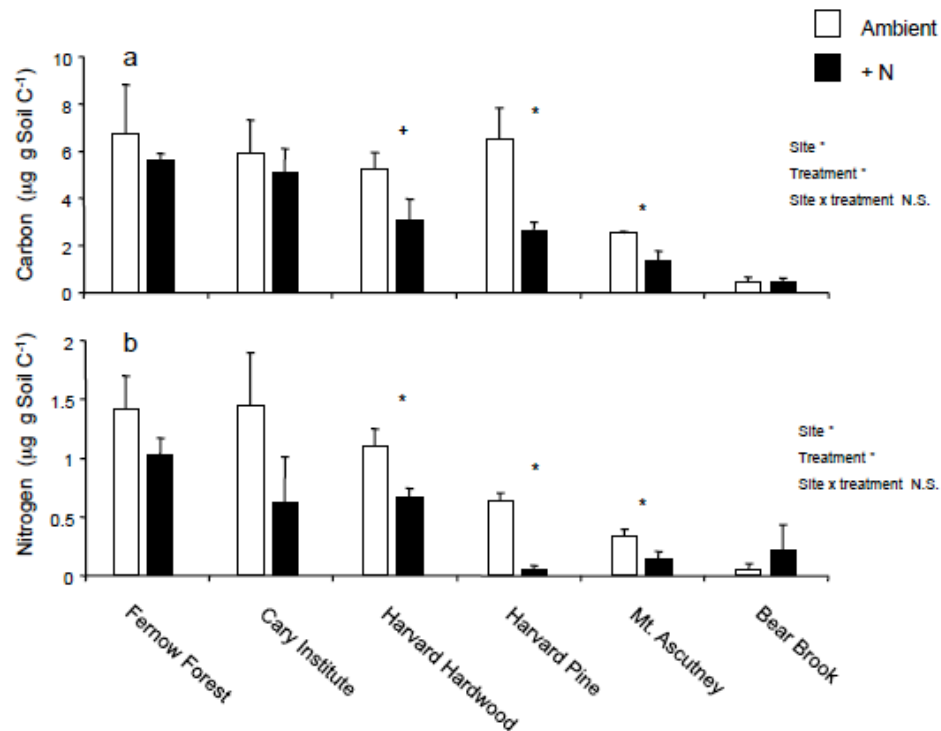 Ambient
+ N
a
10
8
6
4
2
0
Carbon (µg g Soil C⁻¹)
+
*
*
Site *
Treatment *
Site x treatment N.S.
b
2
1.5
1
0.5
0
Nitrogen (µg g Soil C⁻¹)
*
*
*
Site *
Treatment *
Site x treatment N.S.
Fernow Forest
Cary Institute
Harvard Hardwood
Harvard Pine
Mt. Ascutney
Bear Brook